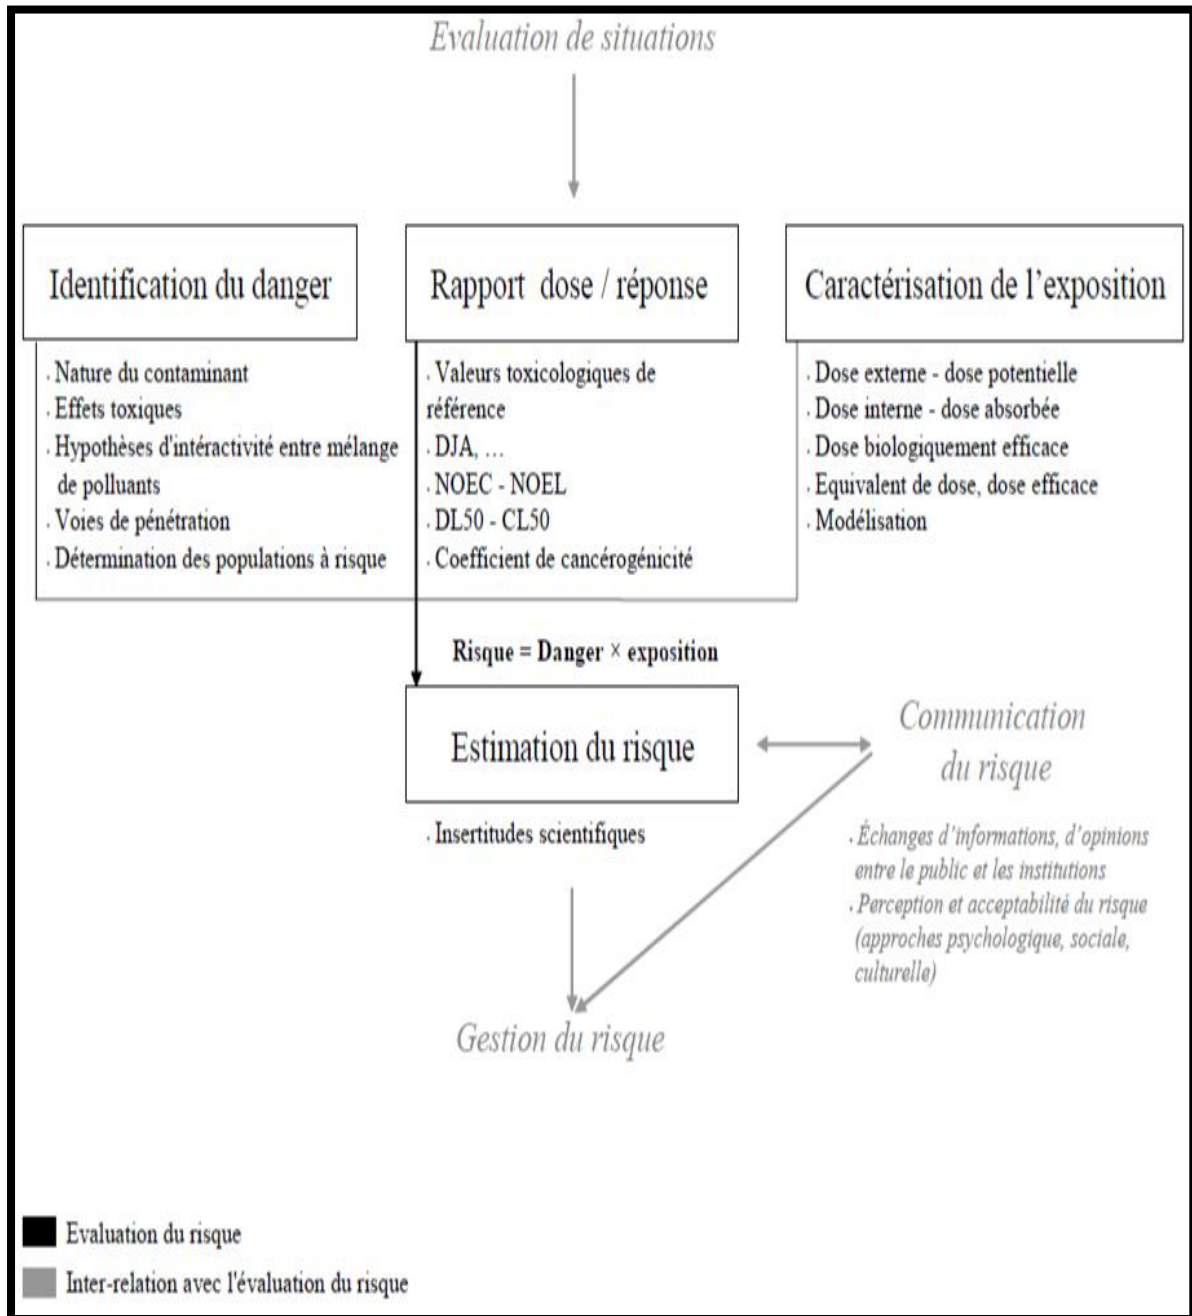 Evaluation de situations
Identification du danger
. Nature du contaminant
. Effets toxiques
. Hypothèses d'intéractivité entre mélange
de polluants
. Voies de pénétration
. Détermination des populations à risque
Rapport dose / réponse
. Valeurs toxicologiques de
référence
. DJA, ...
. NOEC - NOEL
. DL50 - CL50
. Coefficient de cancérogénicité
Caractérisation de l'exposition
. Dose externe - dose potentielle
. Dose interne - dose absorbée
. Dose biologiquement efficace
. Equivalent de dose, dose efficace
. Modélisation
Risque = Danger × exposition
Estimation du risque
. Insertitudes scientifiques
Communication
du risque
. Échanges d'informations, d'opinions
entre le public et les institutions
. Perception et acceptabilité du risque
(approches psychologique, sociale,
culturelle)
Gestion du risque
Evaluation du risque
Inter-relation avec l'évaluation du risque